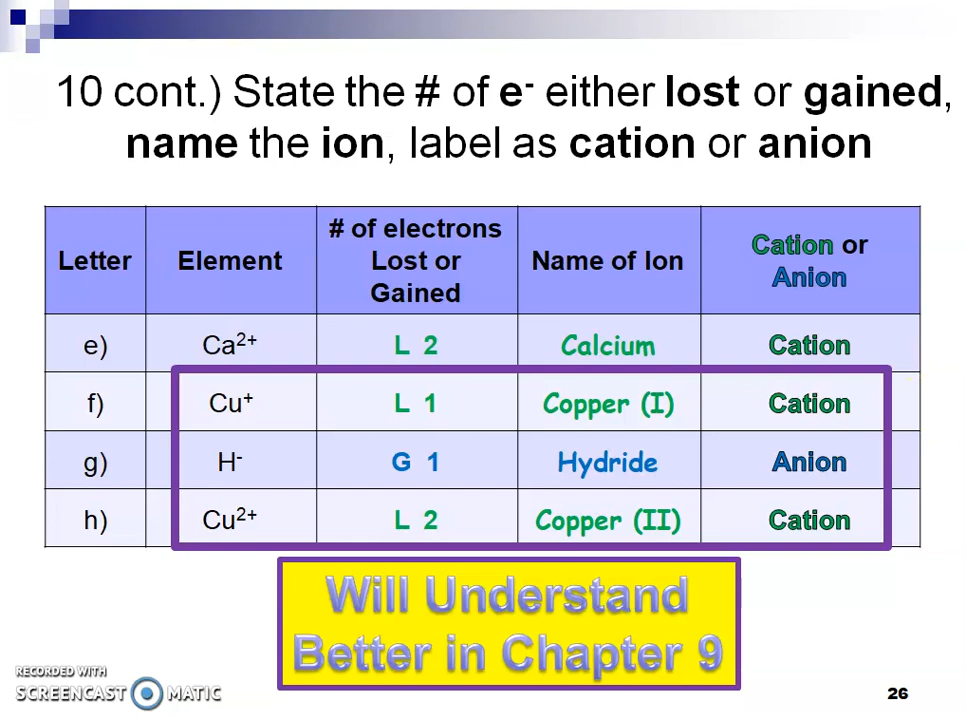 10 cont.) State the # of e- either lost or gained,
name the ion, label as cation or anion
Letter Element # of electrons Lost or Gained Name of Ion Cation or Anion
e) Ca2+ L 2 Calcium Cation
f) Cu+ L 1 Copper (I) Cation
g) H- G 1 Hydride Anion
h) Cu2+ L 2 Copper (II) Cation
Will Understand
Better in Chapter 9
RECORDED WITH
SCREENCAST MATIC
26